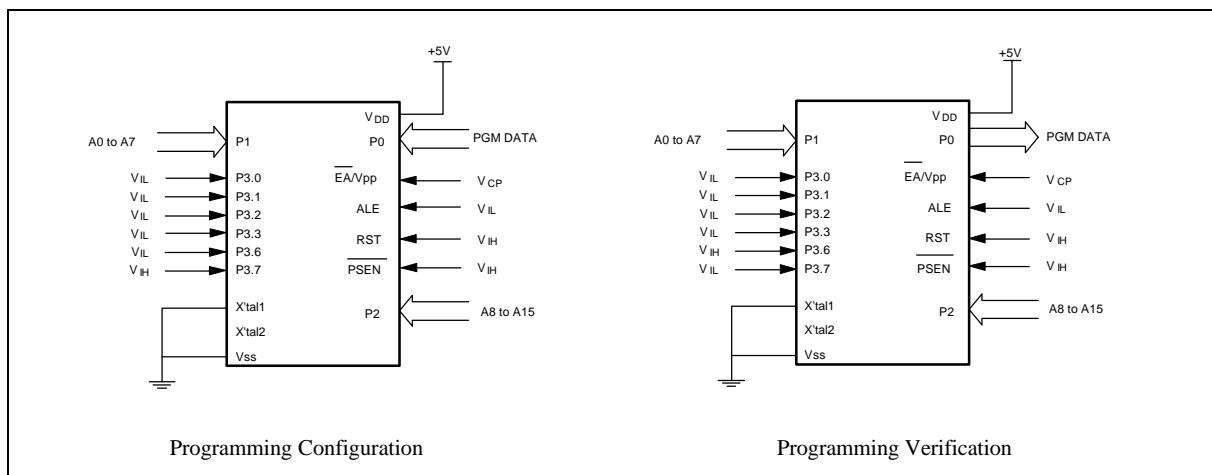 +5V
VDD
A0 to A7
P1
P0
PGM DATA
VIL
P3.0
EA/Vpp
VCP
VIL
P3.1
VIL
P3.2
ALE
VIL
VIL
P3.3
RST
VIH
VIL
P3.6
VIH
P3.7
PSEN
VIH
X'tal1
P2
A8 to A15
X'tal2
Vss
Programming Configuration
+5V
VDD
A0 to A7
P1
P0
PGM DATA
VIL
P3.0
EA/Vpp
VCP
VIL
P3.1
VIL
P3.2
ALE
VIL
VIL
P3.3
RST
VIH
VIH
P3.6
VIL
P3.7
PSEN
VIH
X'tal1
P2
A8 to A15
X'tal2
Vss
Programming Verification